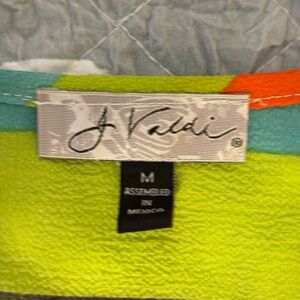 J. Valdi
®
M
ASSEMBLED
IN
MEXICO